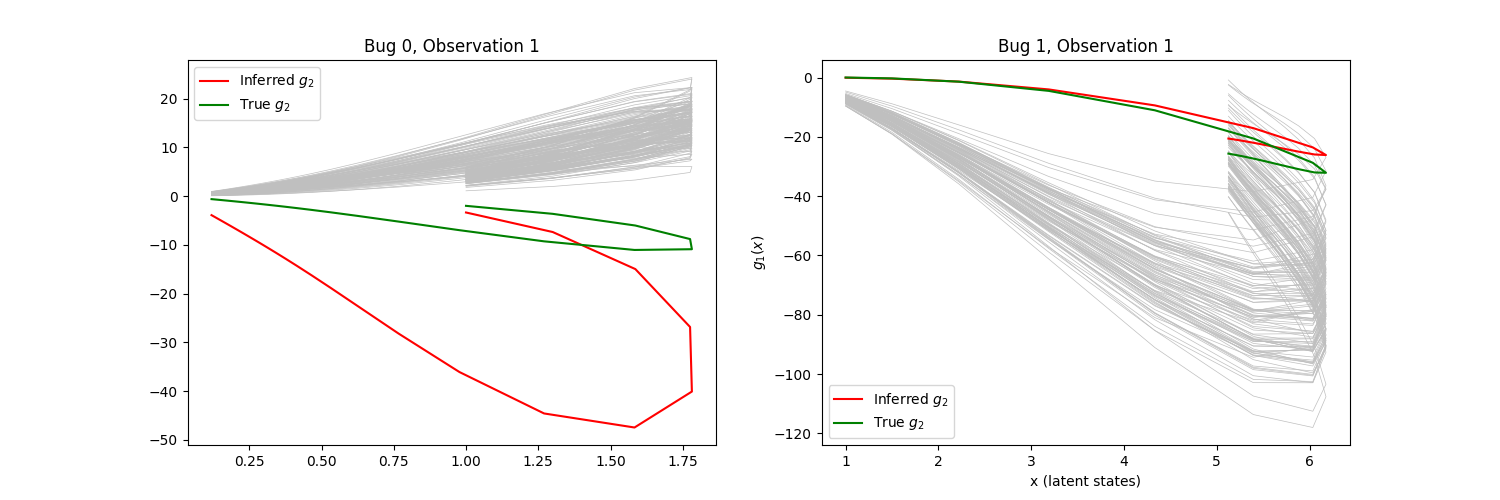 Bug 0, Observation 1
Inferred g₂
True g₂
20
10
0
−10
−20
−30
−40
−50
0.25 0.50 0.75 1.00 1.25 1.50 1.75
Bug 1, Observation 1
0
−20
−40
−60
−80
−100
−120
g₁(x)
Inferred g₂
True g₂
1 2 3 4 5 6
x (latent states)